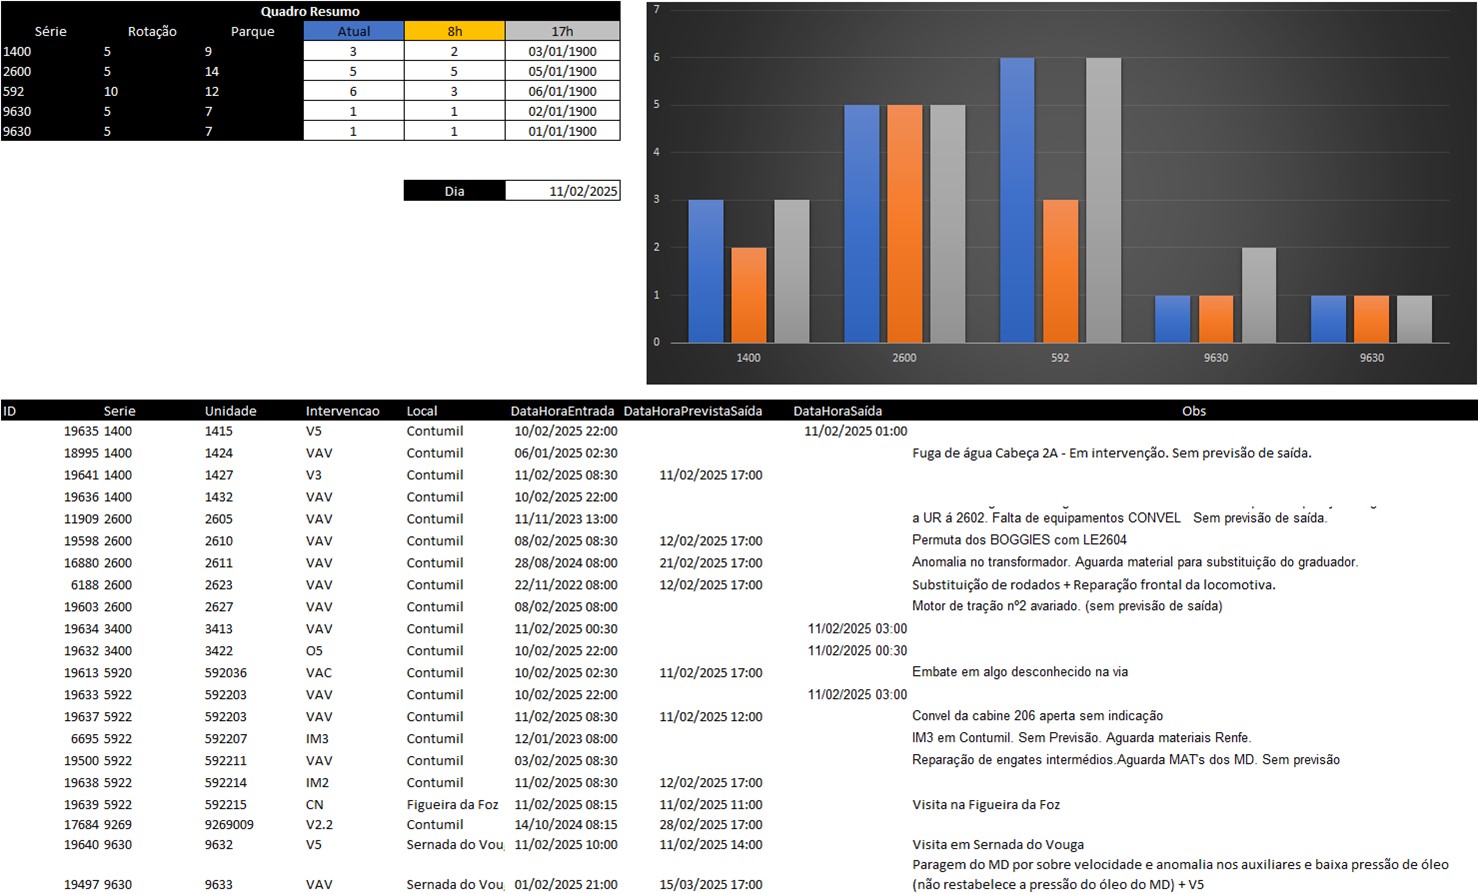 Quadro Resumo
Série Rotação Parque Atual 8h 17h
1400 5 9 3 2 03/01/1900
2600 5 14 5 5 05/01/1900
592 10 12 6 3 06/01/1900
9630 5 7 1 1 02/01/1900
9630 5 7 1 1 01/01/1900
Dia 11/02/2025
7
6
5
4
3
2
1
0
1400 2600 592 9630 9630
ID Serie Unidade Intervencao Local DataHoraEntrada DataHoraPrevistaSaída DataHoraSaída Obs
19635 1400 1415 V5 Contumil 10/02/2025 22:00 11/02/2025 01:00
18995 1400 1424 VAV Contumil 06/01/2025 02:30 Fuga de água Cabeça 2A - Em intervenção. Sem previsão de saída.
19641 1400 1427 V3 Contumil 11/02/2025 08:30 11/02/2025 17:00
19636 1400 1432 VAV Contumil 10/02/2025 22:00
11909 2600 2605 VAV Contumil 11/11/2023 13:00 a UR á 2602. Falta de equipamentos CONVEL Sem previsão de saída.
19598 2600 2610 VAV Contumil 08/02/2025 08:30 12/02/2025 17:00 Permuta dos BOGGIES com LE2604
16880 2600 2611 VAV Contumil 28/08/2024 08:00 21/02/2025 17:00 Anomalia no transformador. Aguarda material para substituição do graduador.
6188 2600 2623 VAV Contumil 22/11/2022 08:00 12/02/2025 17:00 Substituição de rodados + Reparação frontal da locomotiva.
19603 2600 2627 VAV Contumil 08/02/2025 08:00 Motor de tração nº2 avariado. (sem previsão de saída)
19634 3400 3413 VAV Contumil 11/02/2025 00:30 11/02/2025 03:00
19632 3400 3422 O5 Contumil 10/02/2025 22:00 11/02/2025 00:30
19613 5920 592036 VAC Contumil 10/02/2025 02:30 11/02/2025 17:00 Embate em algo desconhecido na via
19633 5922 592203 VAV Contumil 10/02/2025 22:00 11/02/2025 03:00
19637 5922 592203 VAV Contumil 11/02/2025 08:30 11/02/2025 12:00 Convel da cabine 206 aperta sem indicação
6695 5922 592207 IM3 Contumil 12/01/2023 08:00 IM3 em Contumil. Sem Previsão. Aguarda materiais Renfe.
19500 5922 592211 VAV Contumil 03/02/2025 08:30 Reparação de engates intermédios.Aguarda MAT's dos MD. Sem previsão
19638 5922 592214 IM2 Contumil 11/02/2025 08:30 12/02/2025 17:00
19639 5922 592215 CN Figueira da Foz 11/02/2025 08:15 11/02/2025 11:00 Visita na Figueira da Foz
17684 9269 9269009 V2.2 Contumil 14/10/2024 08:15 28/02/2025 17:00
19640 9630 9632 V5 Sernada do Vou 11/02/2025 10:00 11/02/2025 14:00 Visita em Sernada do Vouga
Paragem do MD por sobre velocidade e anomalia nos auxiliares e baixa pressão de óleo
19497 9630 9633 VAV Sernada do Vou 01/02/2025 21:00 15/03/2025 17:00 (não restabelece a pressão do óleo do MD) + V5